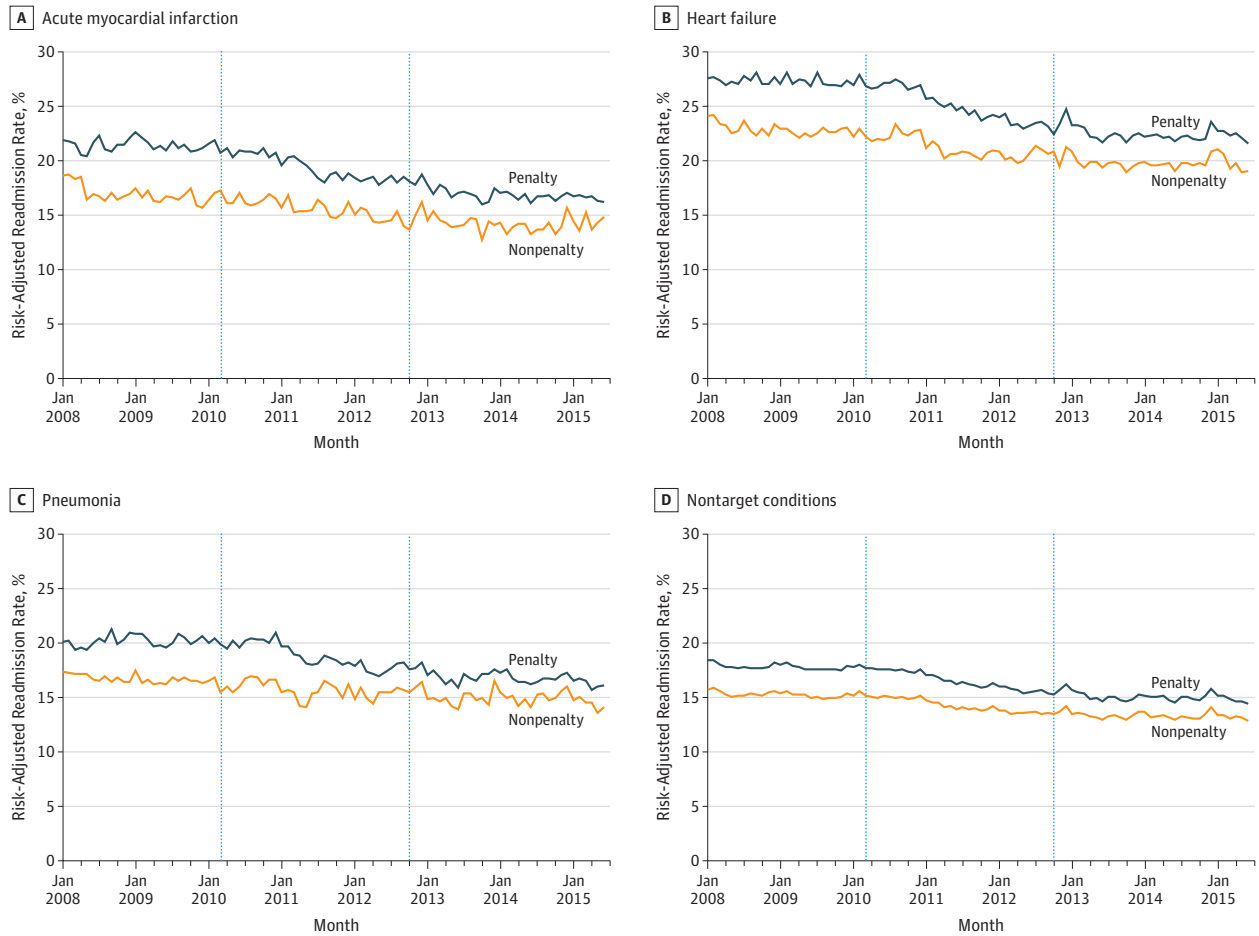 A Acute myocardial infarction
30
25
20
15
10
5
0
Risk-Adjusted Readmission Rate, %
Penalty
Nonpenalty
Jan 2008
Jan 2009
Jan 2010
Jan 2011
Jan 2012
Jan 2013
Jan 2014
Jan 2015
Month
B Heart failure
30
25
20
15
10
5
0
Risk-Adjusted Readmission Rate, %
Penalty
Nonpenalty
Jan 2008
Jan 2009
Jan 2010
Jan 2011
Jan 2012
Jan 2013
Jan 2014
Jan 2015
Month
C Pneumonia
30
25
20
15
10
5
0
Risk-Adjusted Readmission Rate, %
Penalty
Nonpenalty
Jan 2008
Jan 2009
Jan 2010
Jan 2011
Jan 2012
Jan 2013
Jan 2014
Jan 2015
Month
D Nontarget conditions
30
25
20
15
10
5
0
Risk-Adjusted Readmission Rate, %
Penalty
Nonpenalty
Jan 2008
Jan 2009
Jan 2010
Jan 2011
Jan 2012
Jan 2013
Jan 2014
Jan 2015
Month